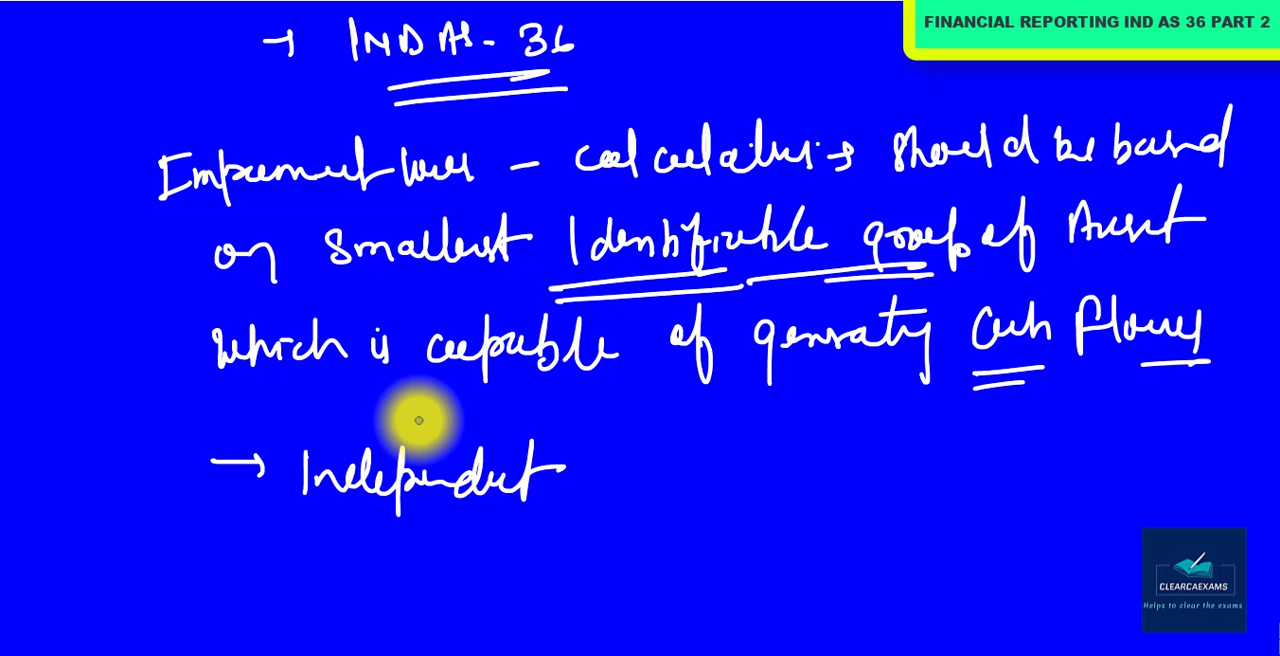 FINANCIAL REPORTING IND AS 36 PART 2
→ IND AS - 36
Impairment loss - calculation → should be based
on smallest Identifiable group of Asset
which is capable of generating Cash flows
→ Independent
CLEARCAEXAMS
Helps to clear the exams